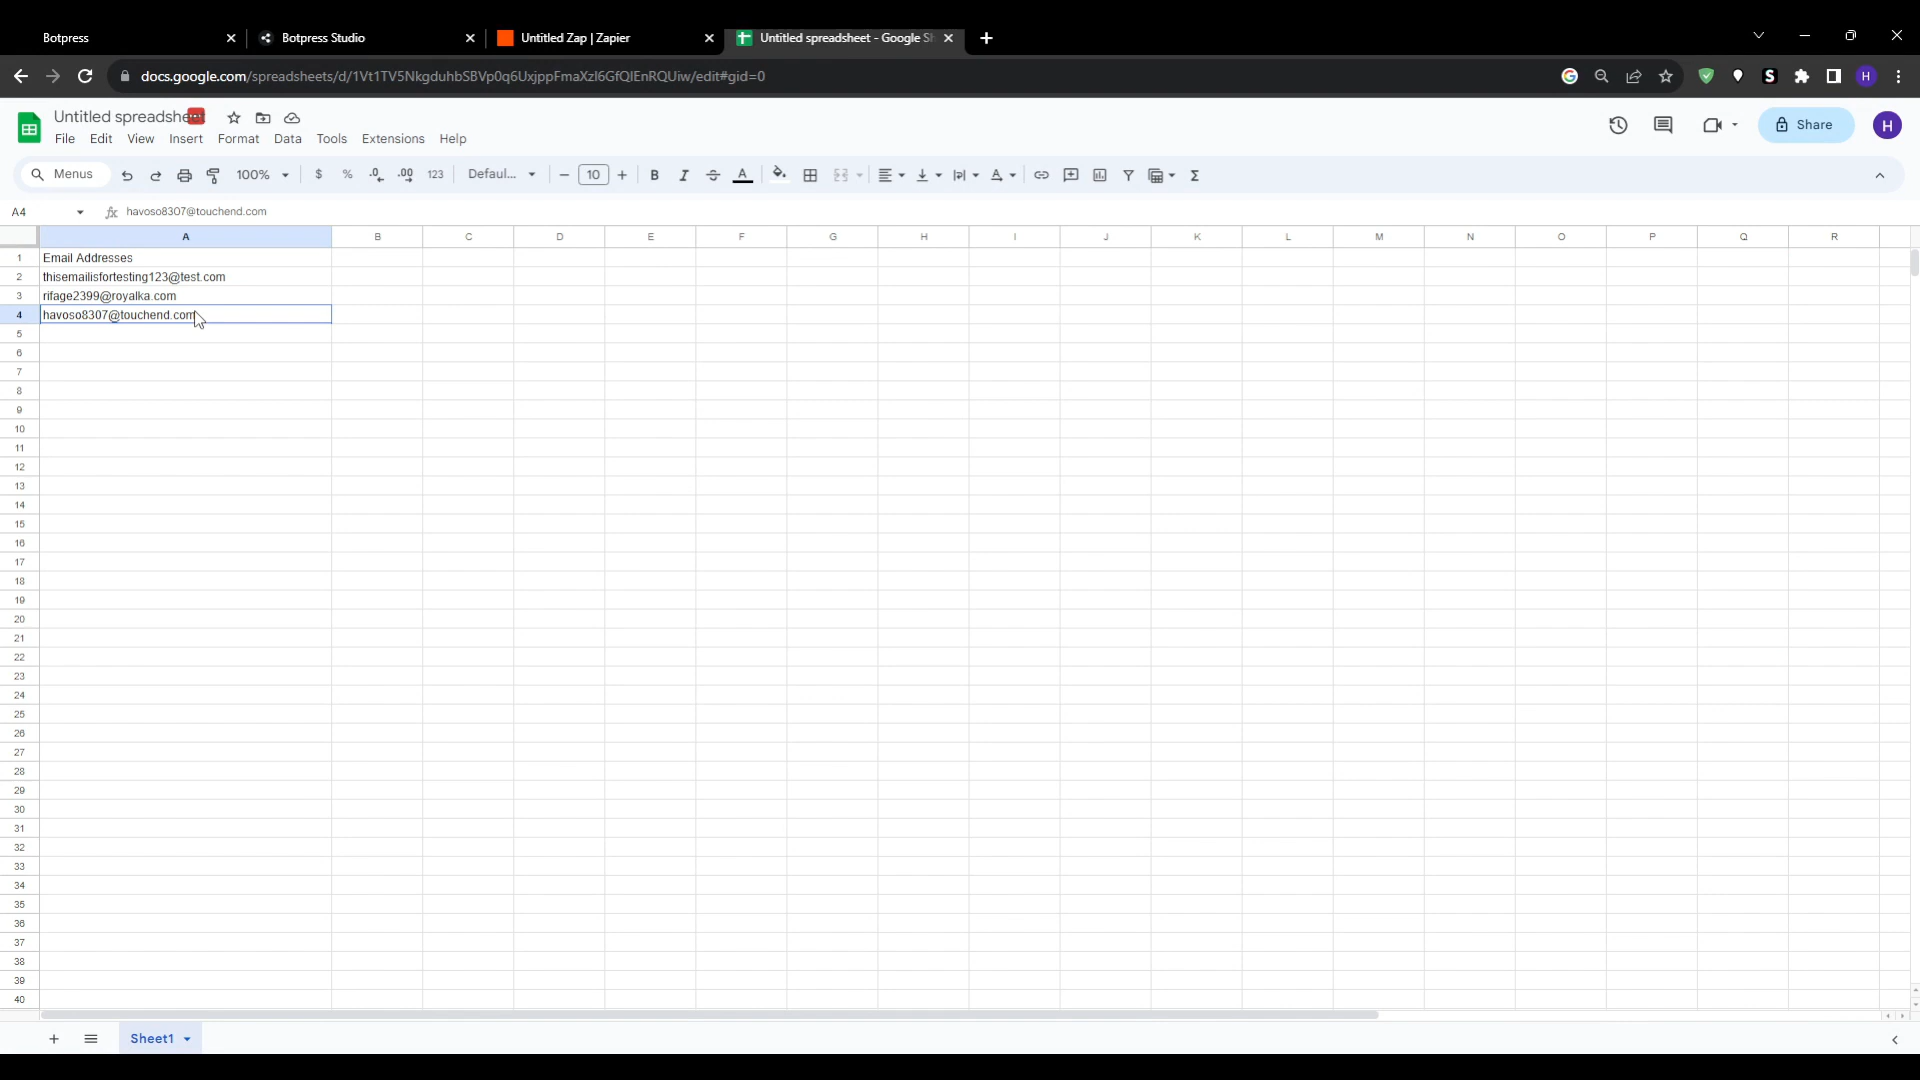 Botpress
Botpress Studio
Untitled Zap | Zapier
Untitled spreadsheet - Google Sh
docs.google.com/spreadsheets/d/1Vt1TV5NkgduhbSBVp0q6UxjppFmaXzl6GfQlEnRQUiw/edit#gid=0
H
Untitled spreadsheet
File Edit View Insert Format Data Tools Extensions Help
Share
H
Menus 100% $ % .0 .00 123 Defaul... 10 B I S A Σ
A4 fx havoso8307@touchend.com
A B C D E F G H I J K L M N O P Q R
1 Email Addresses
2 thisemailisfortesting123@test.com
3 rifage2399@royalka.com
4 havoso8307@touchend.com
5
6
7
8
9
10
11
12
13
14
15
16
17
18
19
20
21
22
23
24
25
26
27
28
29
30
31
32
33
34
35
36
37
38
39
40
Sheet1